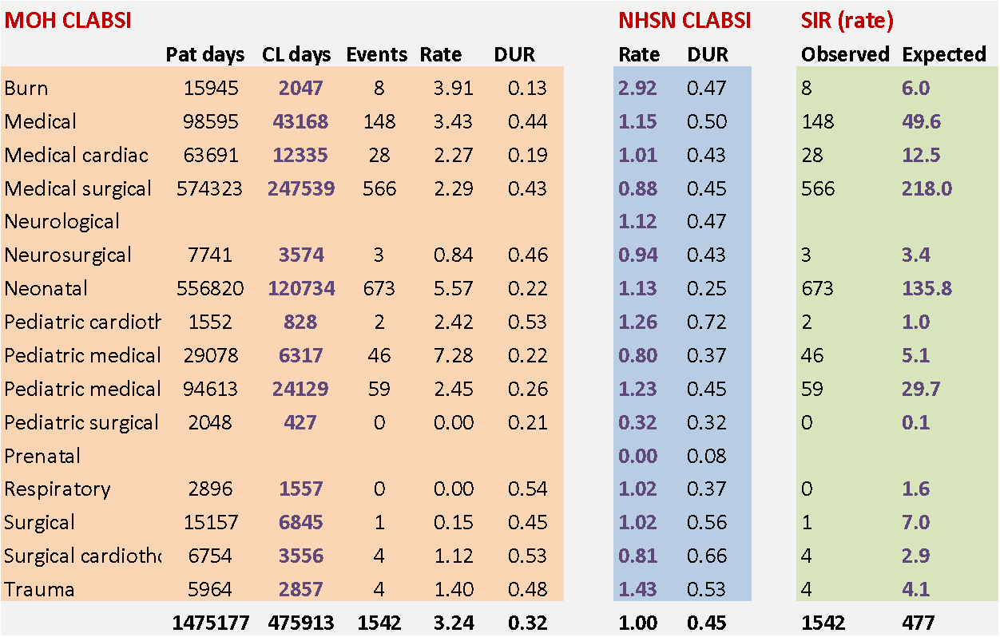 MOH CLABSI NHSN CLABSI SIR (rate)
Pat days CL days Events Rate DUR Rate DUR Observed Expected
Burn 15945 2047 8 3.91 0.13 2.92 0.47 8 6.0
Medical 98595 43168 148 3.43 0.44 1.15 0.50 148 49.6
Medical cardiac 63691 12335 28 2.27 0.19 1.01 0.43 28 12.5
Medical surgical 574323 247539 566 2.29 0.43 0.88 0.45 566 218.0
Neurological 1.12 0.47
Neurosurgical 7741 3574 3 0.84 0.46 0.94 0.43 3 3.4
Neonatal 556820 120734 673 5.57 0.22 1.13 0.25 673 135.8
Pediatric cardioth 1552 828 2 2.42 0.53 1.26 0.72 2 1.0
Pediatric medical 29078 6317 46 7.28 0.22 0.80 0.37 46 5.1
Pediatric medical 94613 24129 59 2.45 0.26 1.23 0.45 59 29.7
Pediatric surgical 2048 427 0 0.00 0.21 0.32 0.32 0 0.1
Prenatal 0.00 0.08
Respiratory 2896 1557 0 0.00 0.54 1.02 0.37 0 1.6
Surgical 15157 6845 1 0.15 0.45 1.02 0.56 1 7.0
Surgical cardiotho 6754 3556 4 1.12 0.53 0.81 0.66 4 2.9
Trauma 5964 2857 4 1.40 0.48 1.43 0.53 4 4.1
1475177 475913 1542 3.24 0.32 1.00 0.45 1542 477